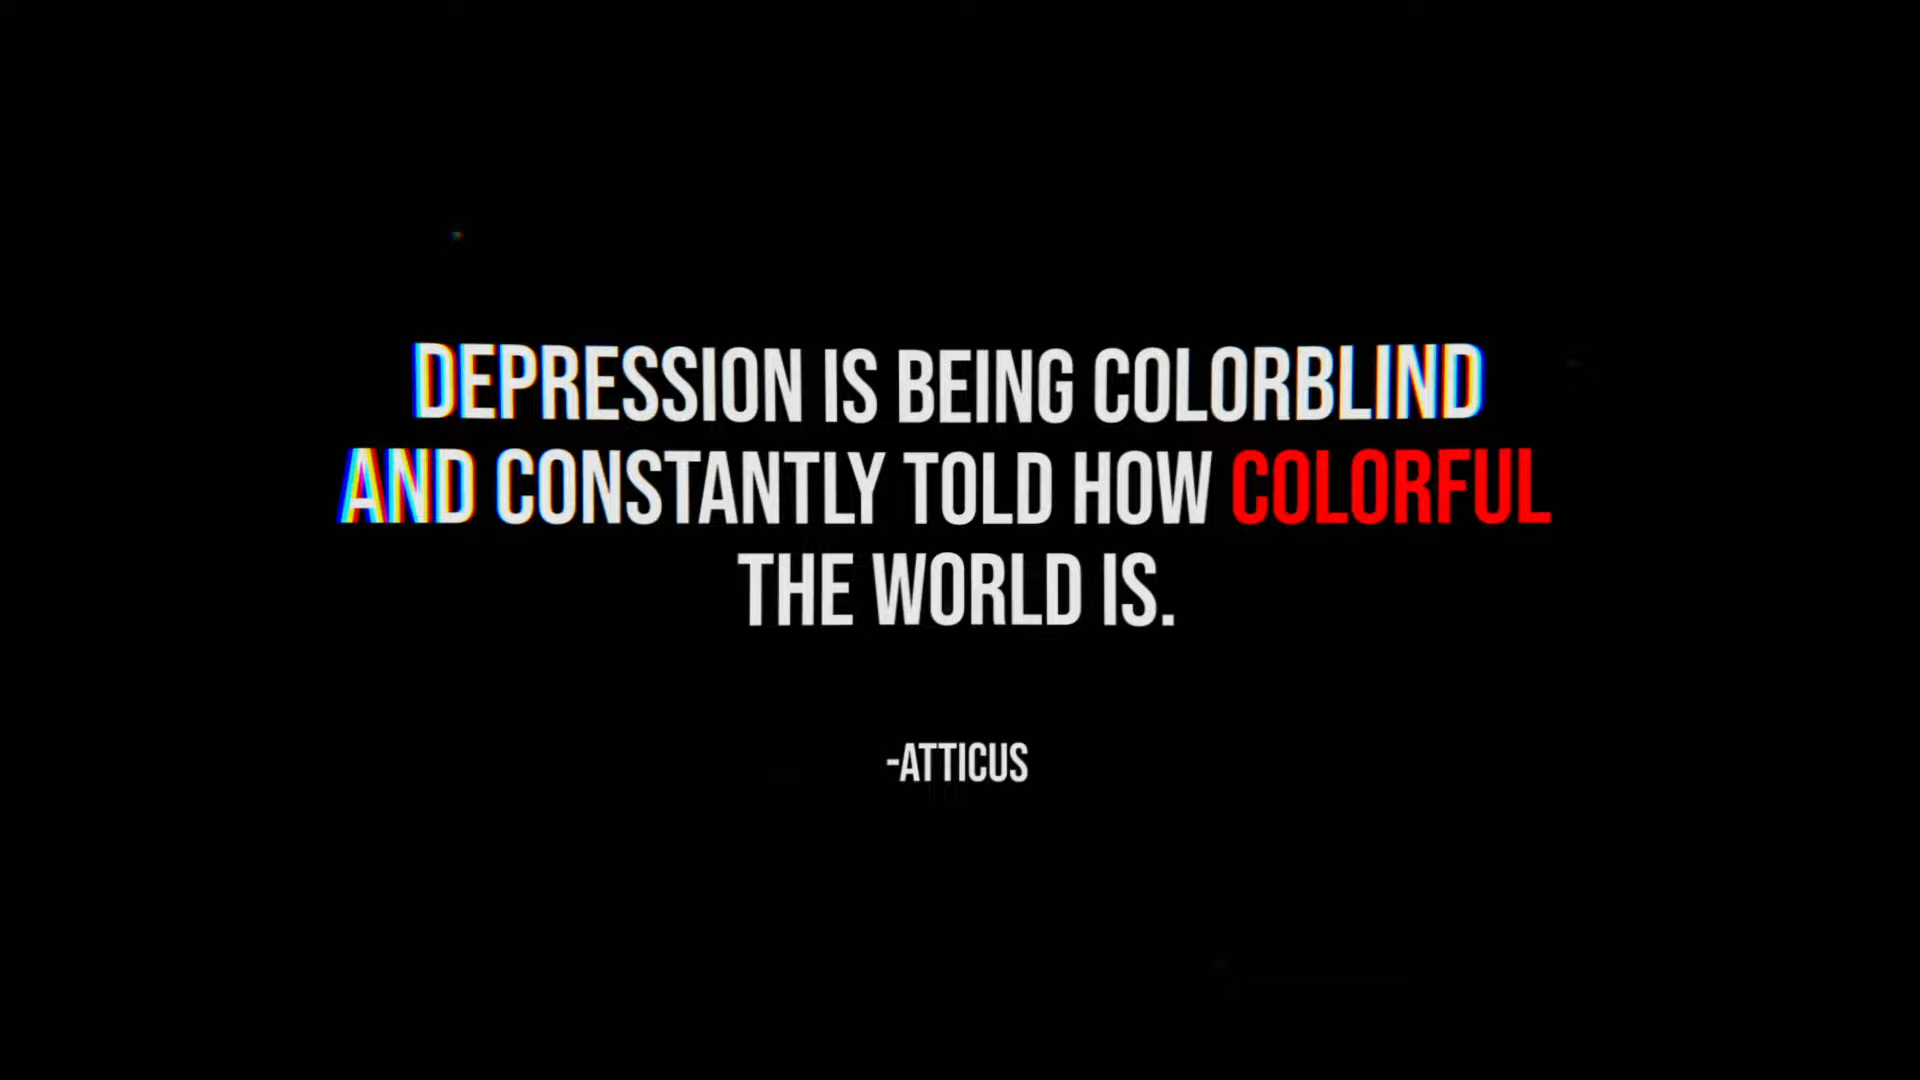 DEPRESSION IS BEING COLORBLIND
AND CONSTANTLY TOLD HOW COLORFUL
THE WORLD IS.
-ATTICUS